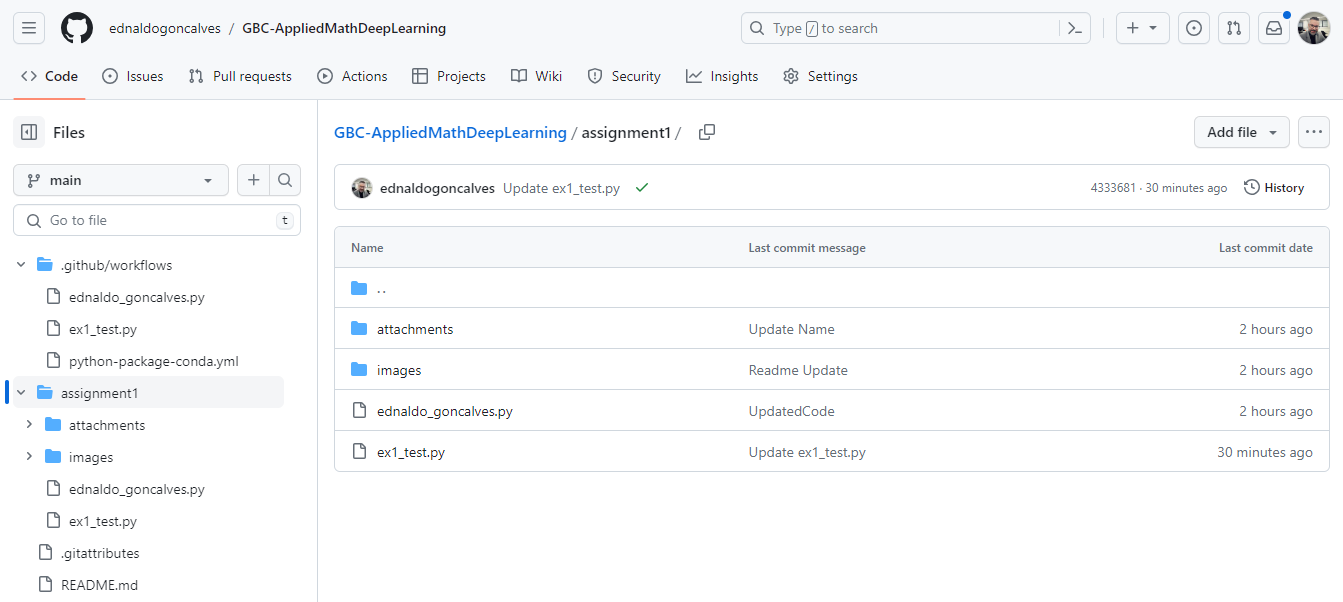 ednaldogoncalves / GBC-AppliedMathDeepLearning
Type / to search
Code Issues Pull requests Actions Projects Wiki Security Insights Settings
Files
main
Go to file t
.github/workflows
ednaldo_goncalves.py
ex1_test.py
python-package-conda.yml
assignment1
attachments
images
ednaldo_goncalves.py
ex1_test.py
.gitattributes
README.md
GBC-AppliedMathDeepLearning / assignment1 /
Add file
ednaldogoncalves Update ex1_test.py
4333681 · 30 minutes ago History
Name Last commit message Last commit date
..
attachments Update Name 2 hours ago
images Readme Update 2 hours ago
ednaldo_goncalves.py UpdatedCode 2 hours ago
ex1_test.py Update ex1_test.py 30 minutes ago